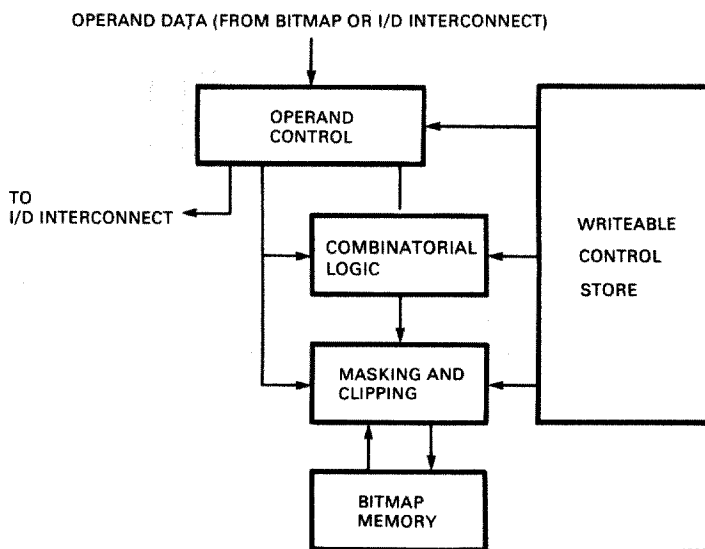 OPERAND DATA (FROM BITMAP OR I/D INTERCONNECT)
OPERAND
CONTROL
TO
I/D INTERCONNECT
COMBINATORIAL
LOGIC
WRITEABLE
CONTROL
STORE
MASKING AND
CLIPPING
BITMAP
MEMORY